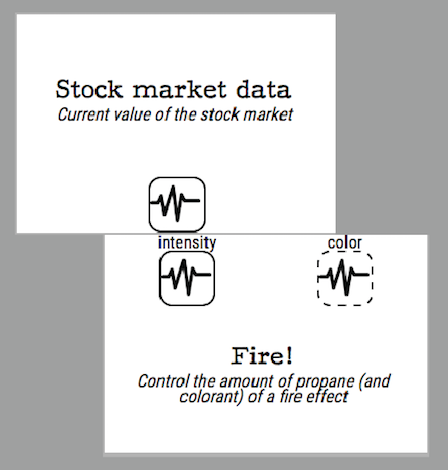 Stock market data
Current value of the stock market
intensity
color
Fire!
Control the amount of propane (and
colorant) of a fire effect